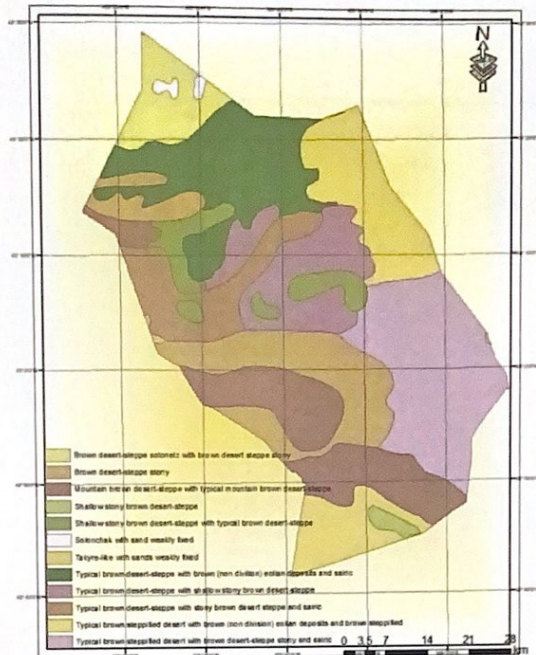 N
Brown desert-steppe solonetz with brown desert steppe stony
Brown desert-steppe stony
Mountain brown desert-steppe with typical mountain brown desert-steppe
Shallow stony brown desert-steppe
Shallow stony brown desert-steppe with typical brown desert-steppe
Solonchak with sand weakly fixed
Takyre-like with sands weakly fixed
Typical brown desert-steppe with brown (non division) eolian deposits and sairs
Typical brown desert-steppe with shallow stony brown desert-steppe
Typical brown desert-steppe with stony brown desert steppe and sairic
Typical brown steppified desert with brown (non division) eolian deposits and brown steppified
Typical brown steppified desert with brown desert-steppe stony and sairs
0 3.5 7 14 21 28
km